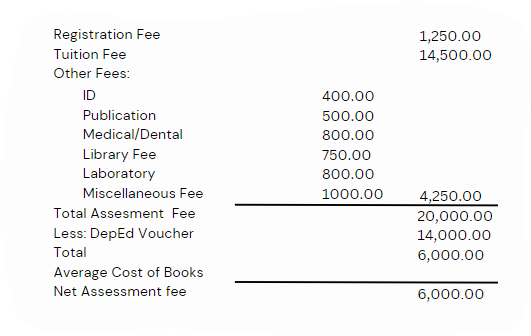 Registration Fee 1,250.00
Tuition Fee 14,500.00
Other Fees:
ID 400.00
Publication 500.00
Medical/Dental 800.00
Library Fee 750.00
Laboratory 800.00
Miscellaneous Fee 1000.00 4,250.00
Total Assesment Fee 20,000.00
Less: DepEd Voucher 14,000.00
Total 6,000.00
Average Cost of Books
Net Assessment fee 6,000.00